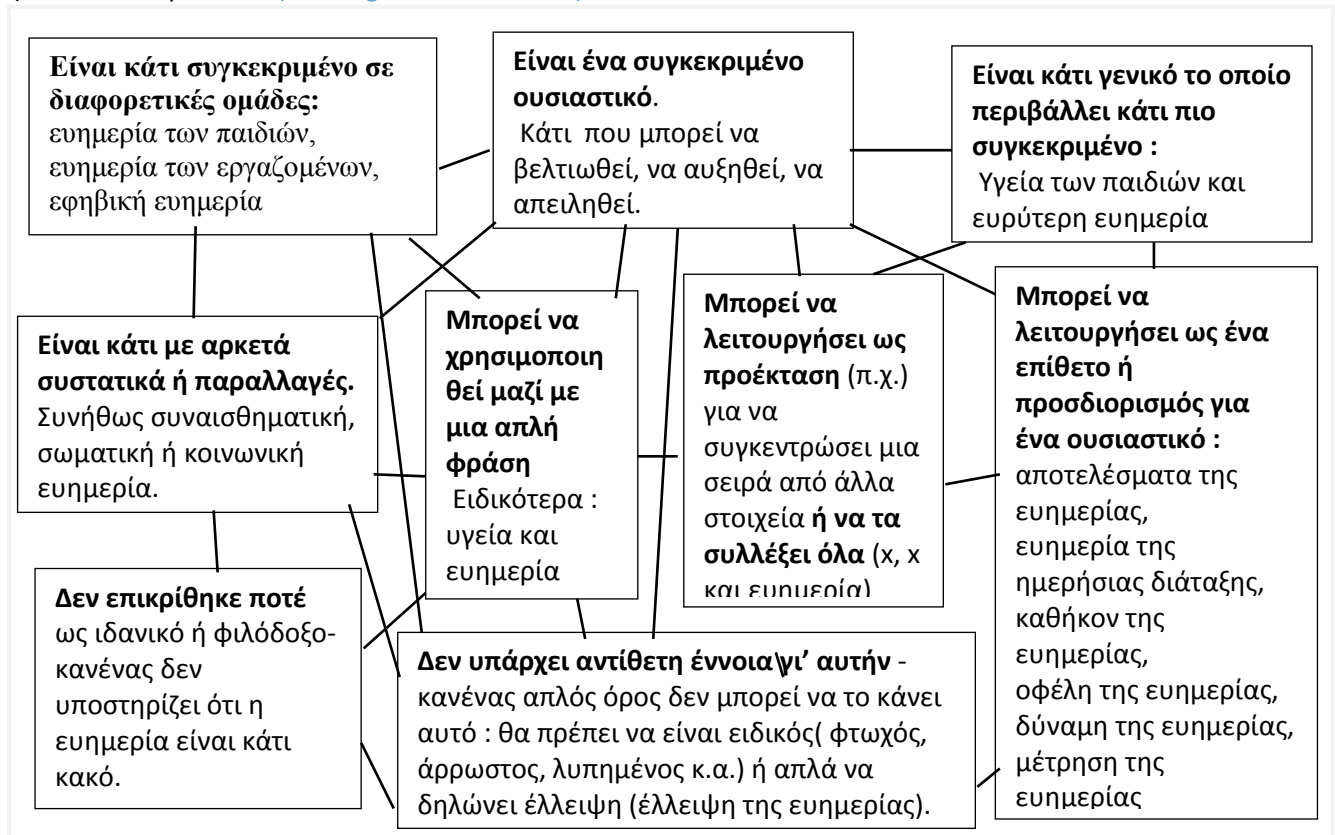 Είναι κάτι συγκεκριμένο σε
διαφορετικές ομάδες:
ευημερία των παιδιών,
ευημερία των εργαζομένων,
εφηβική ευημερία
Είναι ένα συγκεκριμένο
ουσιαστικό.
Κάτι που μπορεί να
βελτιωθεί, να αυξηθεί, να
απειληθεί.
Είναι κάτι γενικό το οποίο
περιβάλλει κάτι πιο
συγκεκριμένο :
Υγεία των παιδιών και
ευρύτερη ευημερία
Είναι κάτι με αρκετά
συστατικά ή παραλλαγές.
Συνήθως συναισθηματική,
σωματική ή κοινωνική
ευημερία.
Μπορεί να
χρησιμοποιη
θεί μαζί με
μια απλή
φράση
Ειδικότερα :
υγεία και
ευημερία
Μπορεί να
λειτουργήσει ως
προέκταση (π.χ.)
για να
συγκεντρώσει μια
σειρά από άλλα
στοιχεία ή να τα
συλλέξει όλα (x, x
και ευημερία)
Μπορεί να
λειτουργήσει ως ένα
επίθετο ή
προσδιορισμός για
ένα ουσιαστικό :
αποτελέσματα της
ευημερίας,
ευημερία της
ημερήσιας διάταξης,
καθήκον της
ευημερίας,
οφέλη της ευημερίας,
δύναμη της ευημερίας,
μέτρηση της
ευημερίας
Δεν επικρίθηκε ποτέ
ως ιδανικό ή φιλόδοξο-
κανένας δεν
υποστηρίζει ότι η
ευημερία είναι κάτι
κακό.
Δεν υπάρχει αντίθετη έννοια γι’ αυτήν -
κανένας απλός όρος δεν μπορεί να το κάνει
αυτό : θα πρέπει να είναι ειδικός( φτωχός,
άρρωστος, λυπημένος κ.α.) ή απλά να
δηλώνει έλλειψη (έλλειψη της ευημερίας).